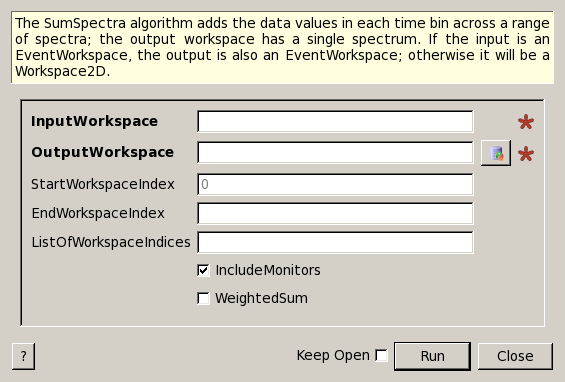 The SumSpectra algorithm adds the data values in each time bin across a range
of spectra; the output workspace has a single spectrum. If the input is an
EventWorkspace, the output is also an EventWorkspace; otherwise it will be a
Workspace2D.
InputWorkspace
OutputWorkspace
StartWorkspaceIndex 0
EndWorkspaceIndex
ListOfWorkspaceIndices
IncludeMonitors
WeightedSum
? Keep Open Run Close